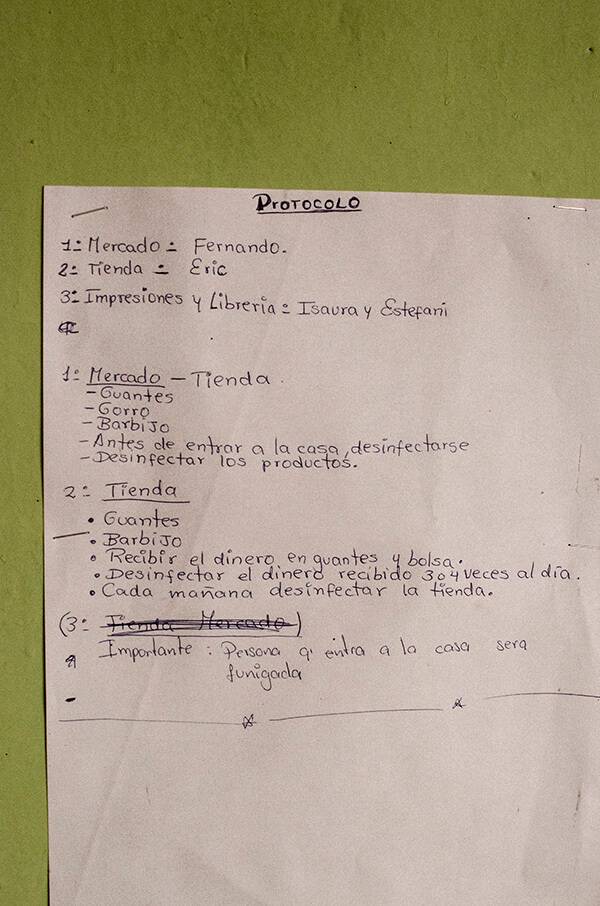 PROTOCOLO
1: Mercado = Fernando.
2: Tienda = Eric
3: Impresiones y Libreria = Isaura y Estefani
1: Mercado - Tienda.
- Guantes
- Gorro
- Barbijo
- Antes de entrar a la casa, desinfectarse
- Desinfectar los productos.
2: Tienda
• Guantes
• Barbijo
• Recibir el dinero en guantes y bolsa.
• Desinfectar el dinero recibido 3 o 4 veces al día.
• Cada mañana desinfectar la tienda.
(3: Tienda Mercado)
Importante: Persona q' entra a la casa sera
funigada